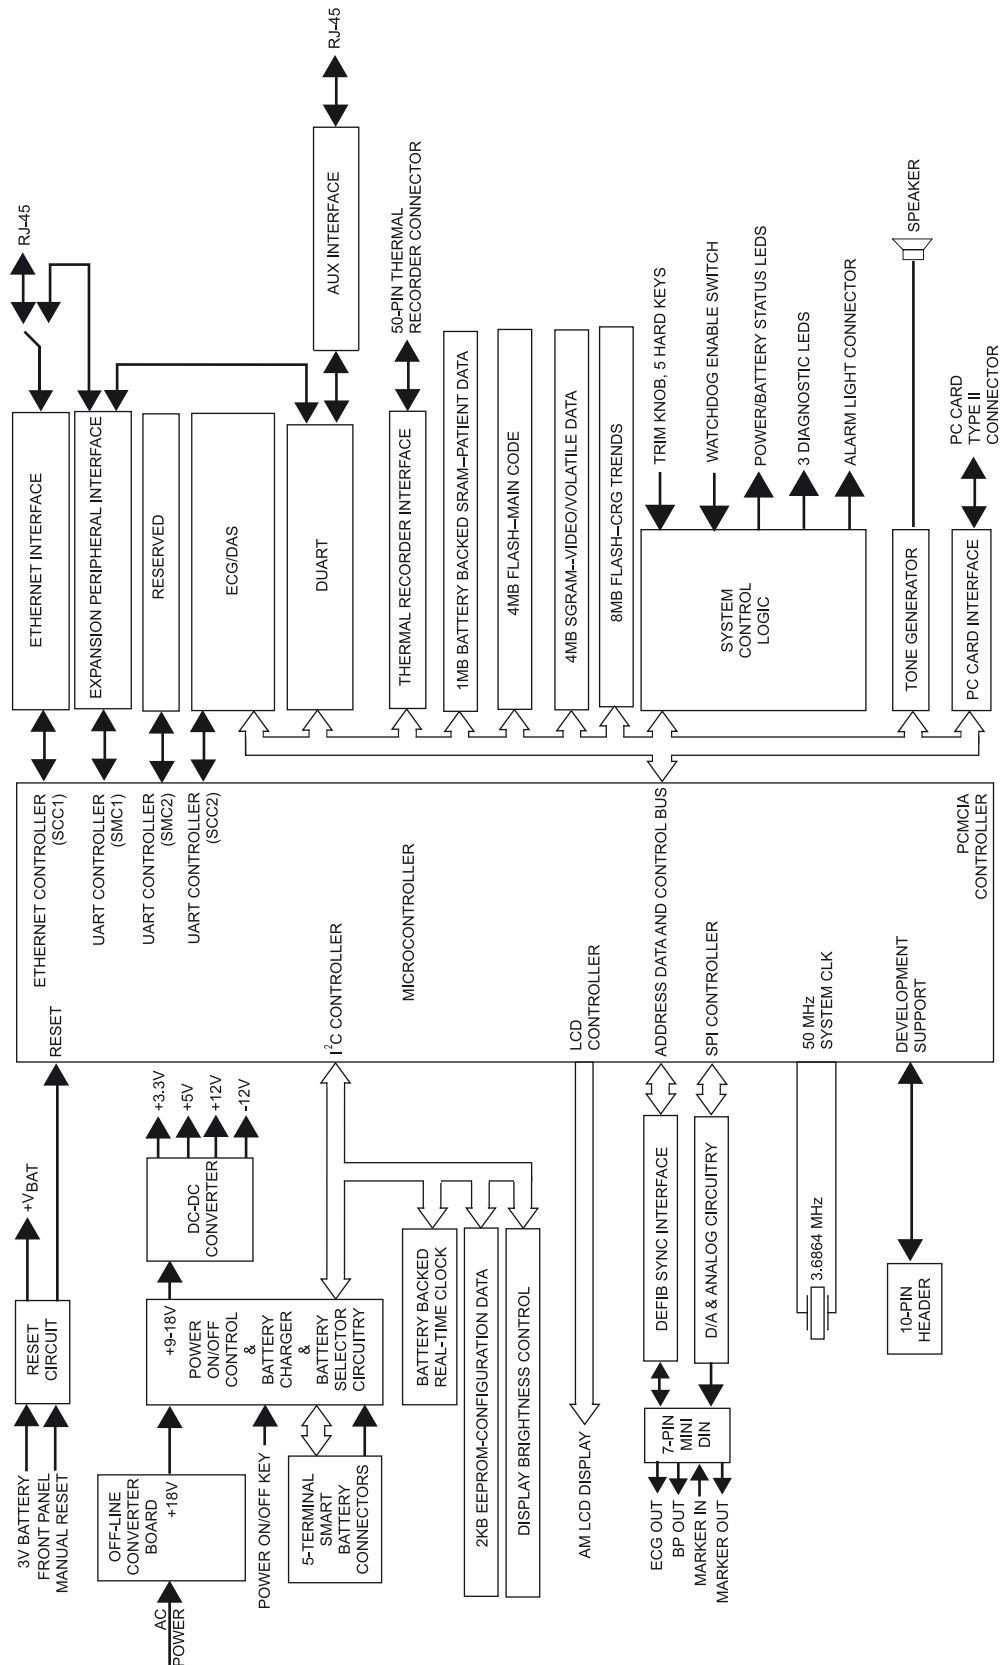 3V BATTERY
FRONT PANEL
MANUAL RESET
RESET
CIRCUIT
+VBAT
RESET
AC
POWER
OFF-LINE
CONVERTER
BOARD
+18V
POWER ON/OFF KEY
5-TERMINAL
SMART
BATTERY
CONNECTORS
+9-18V
POWER
ON/OFF
CONTROL
&
BATTERY
CHARGER
&
BATTERY
SELECTOR
CIRCUITRY
DC-DC
CONVERTER
+3.3V
+5V
+12V
-12V
BATTERY BACKED
REAL-TIME CLOCK
2KB EEPROM-CONFIGURATION DATA
DISPLAY BRIGHTNESS CONTROL
AM LCD DISPLAY
ECG OUT
BP OUT
MARKER IN
MARKER OUT
7-PIN
MINI
DIN
DEFIB SYNC INTERFACE
D/A & ANALOG CIRCUITRY
3.6864 MHz
10-PIN
HEADER
ETHERNET CONTROLLER
(SCC1)
UART CONTROLLER
(SMC1)
UART CONTROLLER
(SMC2)
UART CONTROLLER
(SCC2)
I²C CONTROLLER
MICROCONTROLLER
LCD
CONTROLLER
ADDRESS DATA AND CONTROL BUS
SPI CONTROLLER
50 MHz
SYSTEM CLK
DEVELOPMENT
SUPPORT
PCMCIA
CONTROLLER
ETHERNET INTERFACE
EXPANSION PERIPHERAL INTERFACE
RESERVED
ECG/DAS
DUART
THERMAL RECORDER INTERFACE
1MB BATTERY BACKED SRAM--PATIENT DATA
4MB FLASH--MAIN CODE
4MB SGRAM--VIDEO/VOLATILE DATA
8MB FLASH--CRG TRENDS
SYSTEM
CONTROL
LOGIC
TONE GENERATOR
PC CARD INTERFACE
RJ-45
AUX INTERFACE
RJ-45
50-PIN THERMAL
RECORDER CONNECTOR
TRIM KNOB, 5 HARD KEYS
WATCHDOG ENABLE SWITCH
POWER/BATTERY STATUS LEDS
3 DIAGNOSTIC LEDS
ALARM LIGHT CONNECTOR
SPEAKER
PC CARD
TYPE II
CONNECTOR